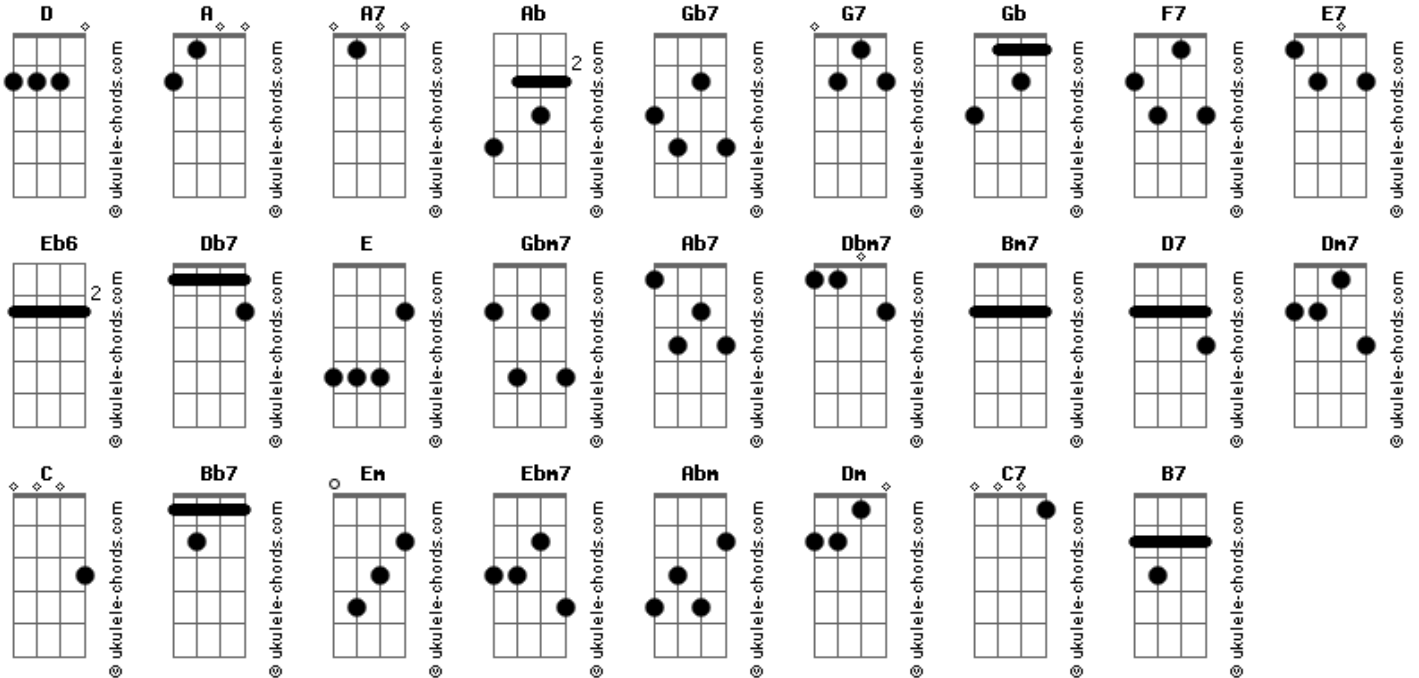 D A A7 Ab Gb7 G7 Gb F7 E7
2
© ukulele-chords.com © ukulele-chords.com © ukulele-chords.com © ukulele-chords.com © ukulele-chords.com © ukulele-chords.com © ukulele-chords.com © ukulele-chords.com © ukulele-chords.com
Eb6 Db7 E Gbm7 Ab7 Dbm7 Bm7 D7 Dm7
2
© ukulele-chords.com © ukulele-chords.com © ukulele-chords.com © ukulele-chords.com © ukulele-chords.com © ukulele-chords.com © ukulele-chords.com © ukulele-chords.com © ukulele-chords.com
C Bb7 Em Ebm7 Abm Dm C7 B7
© ukulele-chords.com © ukulele-chords.com © ukulele-chords.com © ukulele-chords.com © ukulele-chords.com © ukulele-chords.com © ukulele-chords.com © ukulele-chords.com